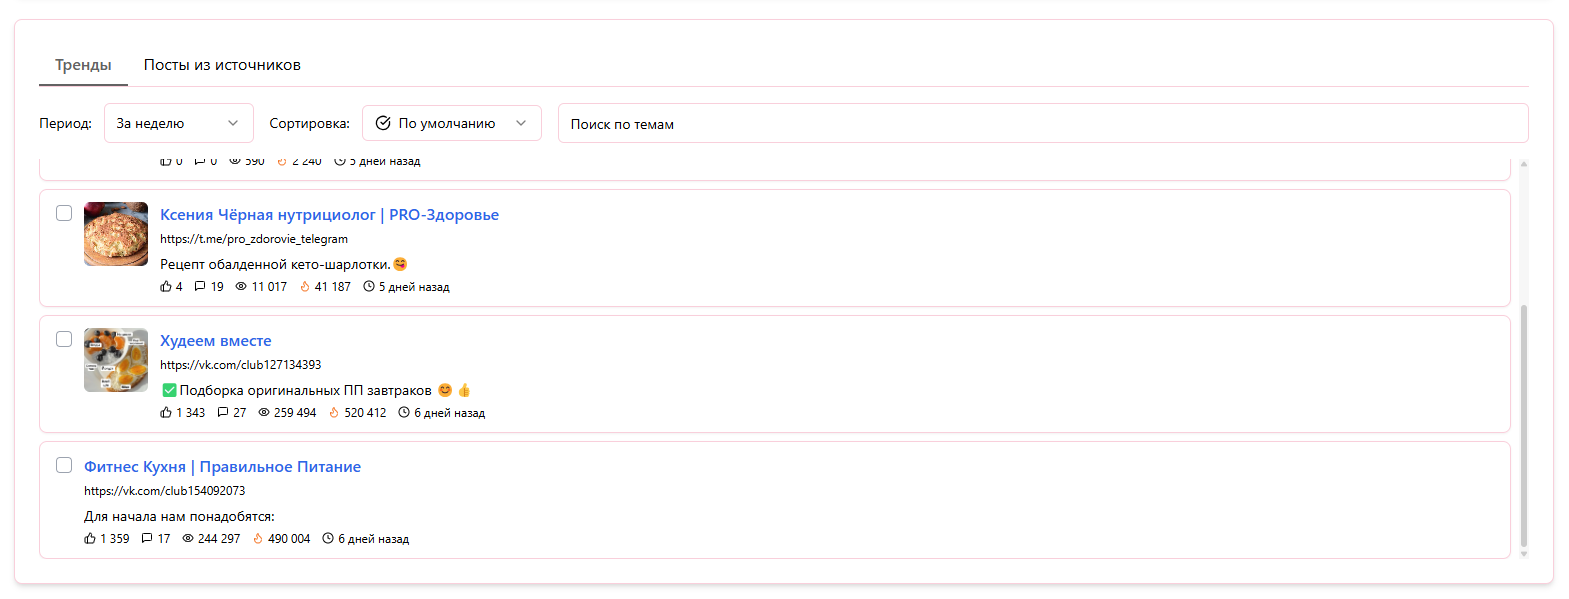 Тренды Посты из источников
Период: За неделю Сортировка: По умолчанию Поиск по темам
0 0 590 2 240 5 дней назад
Ксения Чёрная нутрициолог | PRO-Здоровье
https://t.me/pro_zdorovie_telegram
Рецепт обалденной кето-шарлотки.😋
4 19 11 017 41 187 5 дней назад
Худеем вместе
https://vk.com/club127134393
✅Подборка оригинальных ПП завтраков 😊 👍
1 343 27 259 494 520 412 6 дней назад
Фитнес Кухня | Правильное Питание
https://vk.com/club154092073
Для начала нам понадобятся:
1 359 17 244 297 490 004 6 дней назад